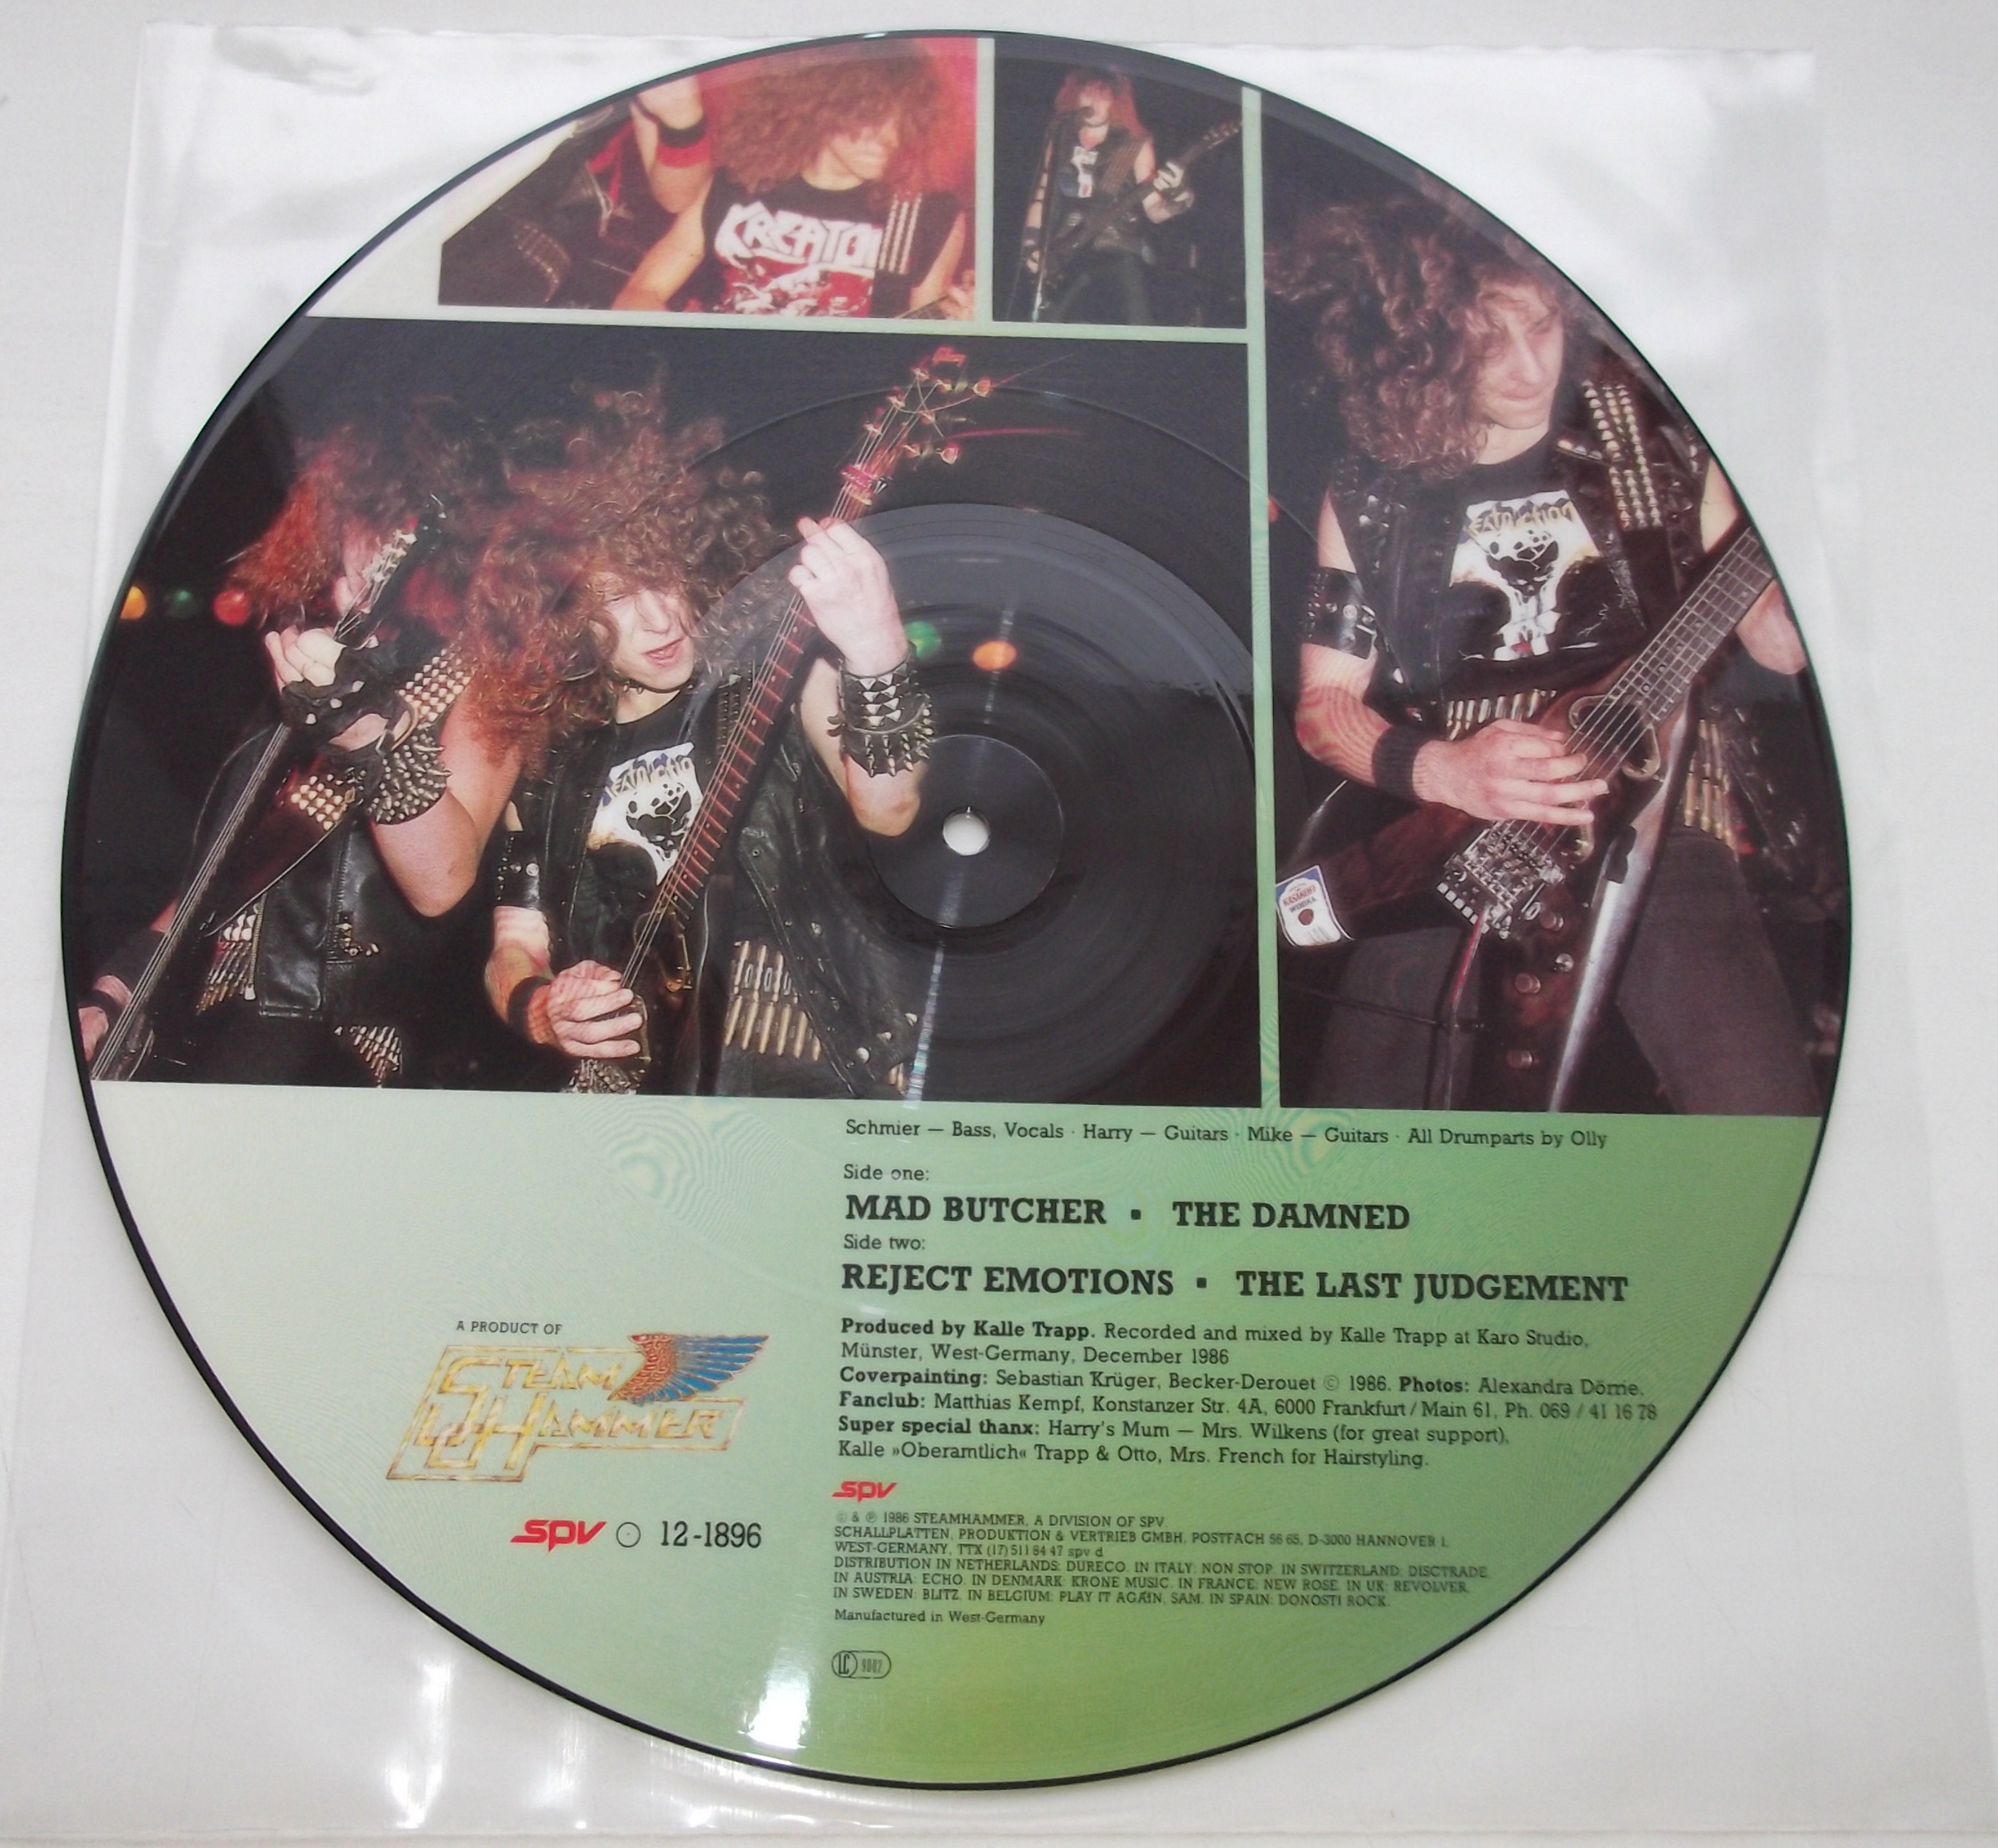 KREATO
DESTRUCTION
DESTRUCTION
WODKA
Schmier — Bass, Vocals · Harry — Guitars · Mike — Guitars · All Drumparts by Olly
Side one:
MAD BUTCHER ▪ THE DAMNED
Side two:
REJECT EMOTIONS ▪ THE LAST JUDGEMENT
A PRODUCT OF
STEAM
HAMMER
spv 12-1896
Produced by Kalle Trapp. Recorded and mixed by Kalle Trapp at Karo Studio,
Münster, West-Germany, December 1986
Coverpainting: Sebastian Krüger, Becker-Derouet © 1986. Photos: Alexandra Dörrie.
Fanclub: Matthias Kempf, Konstanzer Str. 4A, 6000 Frankfurt / Main 61, Ph. 069 / 41 16 78
Super special thanx: Harry's Mum — Mrs. Wilkens (for great support),
Kalle »Oberamtlich« Trapp & Otto, Mrs. French for Hairstyling.
spv
© & ℗ 1986 STEAMHAMMER, A DIVISION OF SPV
SCHALLPLATTEN, PRODUKTION & VERTRIEB GMBH, POSTFACH 56 65, D-3000 HANNOVER 1,
WEST-GERMANY, TTX (17) 511 84 47 spv d
DISTRIBUTION IN NETHERLANDS: DURECO. IN ITALY: NON STOP. IN SWITZERLAND: DISCTRADE.
IN AUSTRIA: ECHO. IN DENMARK: KRONE MUSIC. IN FRANCE: NEW ROSE. IN UK: REVOLVER.
IN SWEDEN: BLITZ. IN BELGIUM: PLAY IT AGAIN, SAM. IN SPAIN: DONOSTI ROCK.
Manufactured in West-Germany
LC 9002